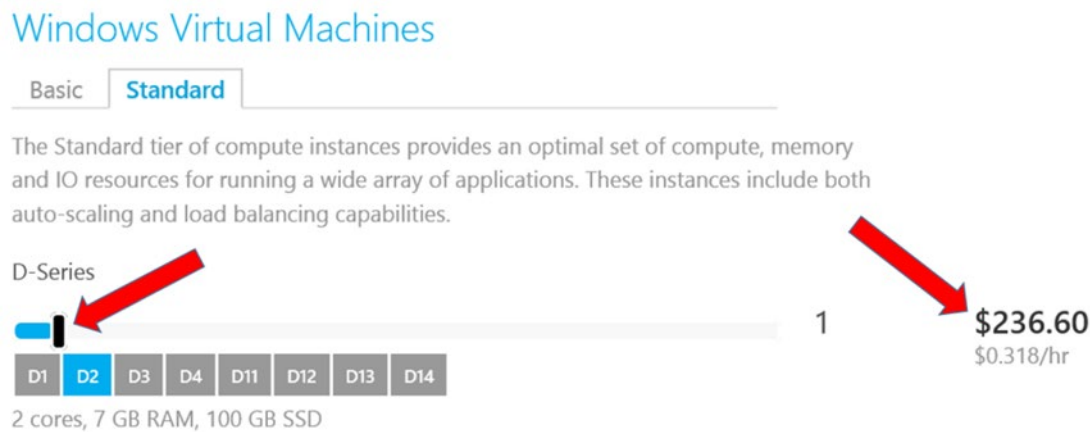 Windows Virtual Machines
Basic Standard
The Standard tier of compute instances provides an optimal set of compute, memory
and IO resources for running a wide array of applications. These instances include both
auto-scaling and load balancing capabilities.
D-Series
1 $236.60
$0.318/hr
D1 D2 D3 D4 D11 D12 D13 D14
2 cores, 7 GB RAM, 100 GB SSD